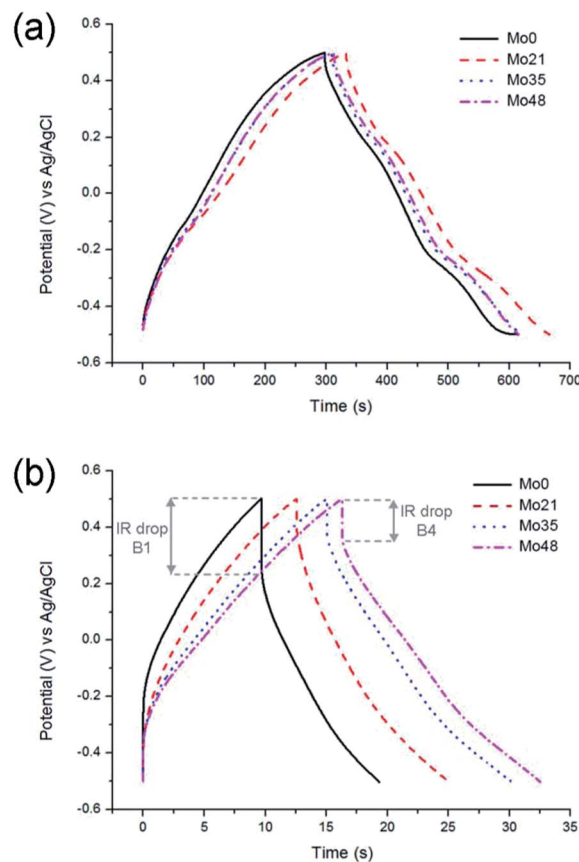 (a)
0.6
0.4
0.2
0.0
-0.2
-0.4
-0.6
Potential (V) vs Ag/AgCl
Mo0
Mo21
Mo35
Mo48
0 100 200 300 400 500 600 700
Time (s)
(b)
0.6
0.4
0.2
0.0
-0.2
-0.4
-0.6
Potential (V) vs Ag/AgCl
IR drop
B1
IR drop
B4
Mo0
Mo21
Mo35
Mo48
0 5 10 15 20 25 30 35
Time (s)